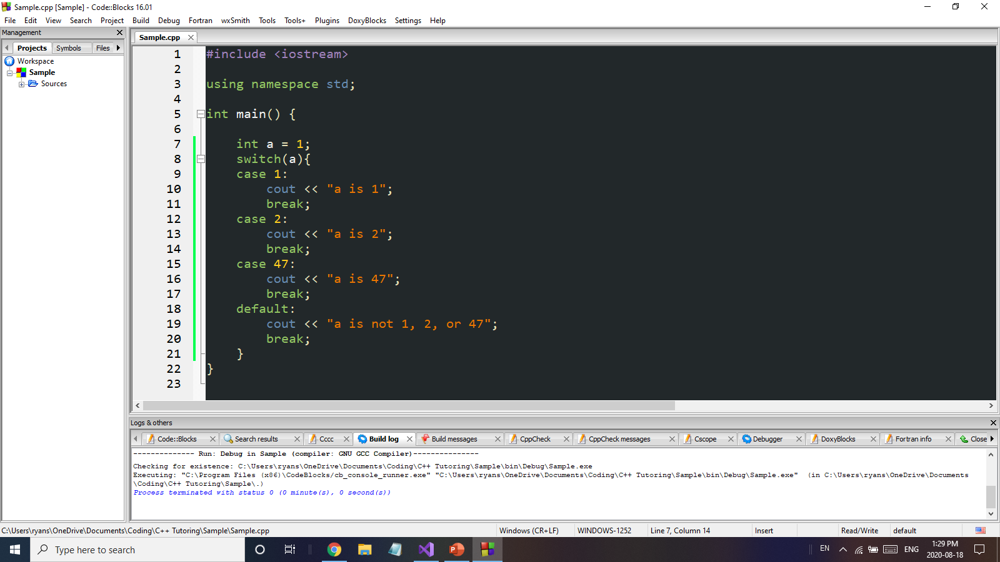 Sample.cpp [Sample] - Code::Blocks 16.01
File Edit View Search Project Build Debug Fortran wxSmith Tools Tools+ Plugins DoxyBlocks Settings Help
Management
Projects Symbols Files
Workspace
Sample
Sources
Sample.cpp
1 #include <iostream>
2
3 using namespace std;
4
5 int main() {
6
7 int a = 1;
8 switch(a){
9 case 1:
10 cout << "a is 1";
11 break;
12 case 2:
13 cout << "a is 2";
14 break;
15 case 47:
16 cout << "a is 47";
17 break;
18 default:
19 cout << "a is not 1, 2, or 47";
20 break;
21 }
22 }
23
Logs & others
Code::Blocks Search results Cccc Build log Build messages CppCheck CppCheck messages Cscope Debugger DoxyBlocks Fortran info Close
-------------- Run: Debug in Sample (compiler: GNU GCC Compiler)---------------
Checking for existence: C:\Users\ryans\OneDrive\Documents\Coding\C++ Tutoring\Sample\bin\Debug\Sample.exe
Executing: "C:\Program Files (x86)\CodeBlocks/cb_console_runner.exe" "C:\Users\ryans\OneDrive\Documents\Coding\C++ Tutoring\Sample\bin\Debug\Sample.exe"  (in C:\Users\ryans\OneDrive\Documents
\Coding\C++ Tutoring\Sample\.)
Process terminated with status 0 (0 minute(s), 0 second(s))
C:\Users\ryans\OneDrive\Documents\Coding\C++ Tutoring\Sample\Sample.cpp Windows (CR+LF) WINDOWS-1252 Line 7, Column 14 Insert Read/Write default
Type here to search
EN ENG 1:29 PM
2020-08-18